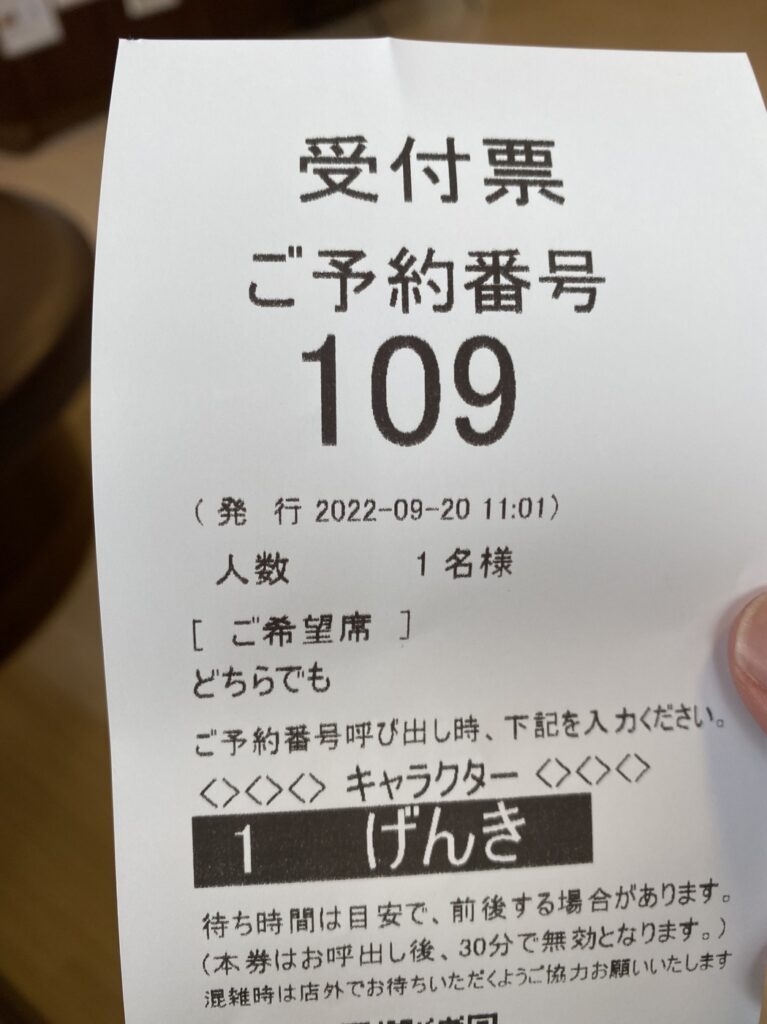 受付票
ご予約番号
109
(発 行 2022-09-20 11:01)
人数 1 名様
[ ご希望席 ]
どちらでも
ご予約番号呼び出し時、下記を入力ください。
<><><> キャラクター <><><>
1 げんき
待ち時間は目安で、前後する場合があります。
(本券はお呼出し後、30分で無効となります。)
混雑時は店外でお待ちいただくようご協力お願いいたします